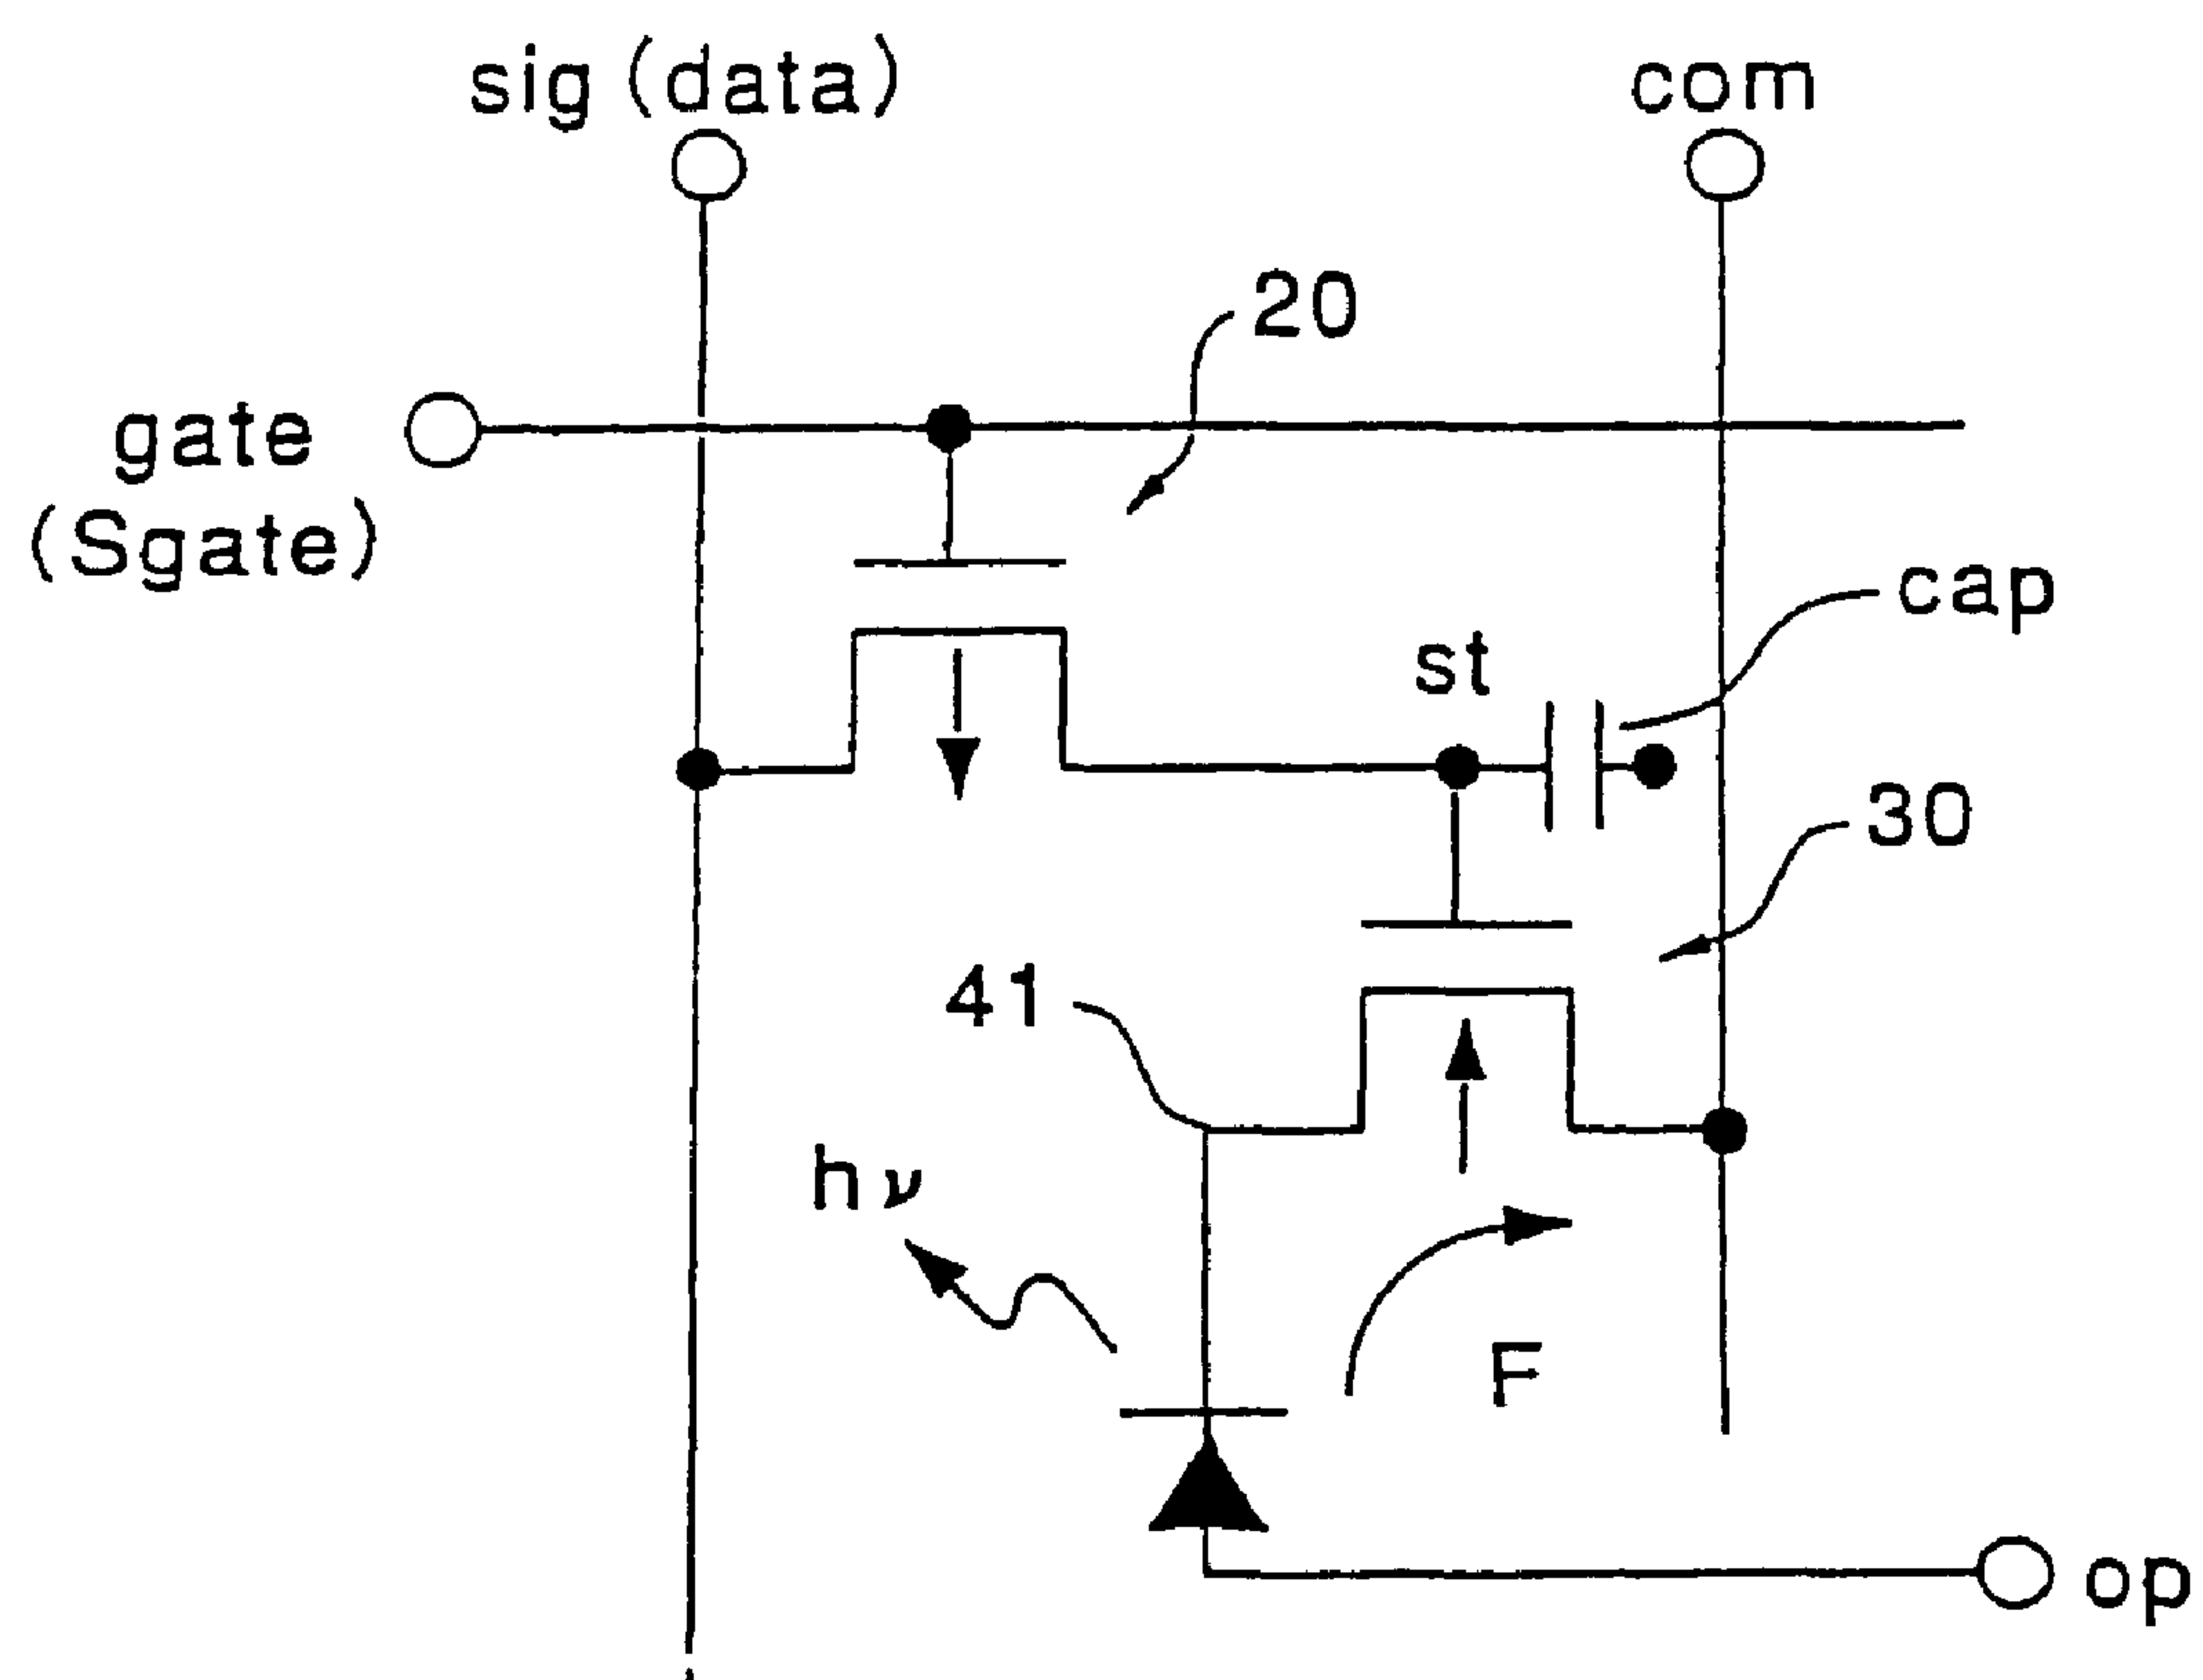 sig (data)
com
20
gate
(Sgate)
cap
st
30
41
hν
F
op